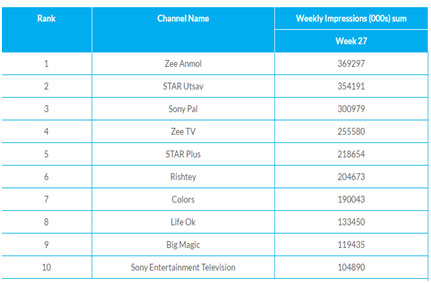 Rank Channel Name Weekly Impressions (000s) sum
Week 27
1 Zee Anmol 369297
2 STAR Utsav 354191
3 Sony Pal 300979
4 Zee TV 255580
5 STAR Plus 218654
6 Rishtey 204673
7 Colors 190043
8 Life Ok 133450
9 Big Magic 119435
10 Sony Entertainment Television 104890